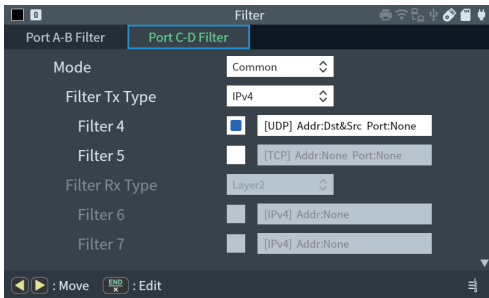 0 Filter
Port A-B Filter Port C-D Filter
Mode Common
Filter Tx Type IPv4
Filter 4 [UDP] Addr:Dst&Src Port:None
Filter 5 [TCP] Addr:None Port:None
Filter Rx Type Layer2
Filter 6 [IPv4] Addr:None
Filter 7 [IPv4] Addr:None
: Move END × : Edit